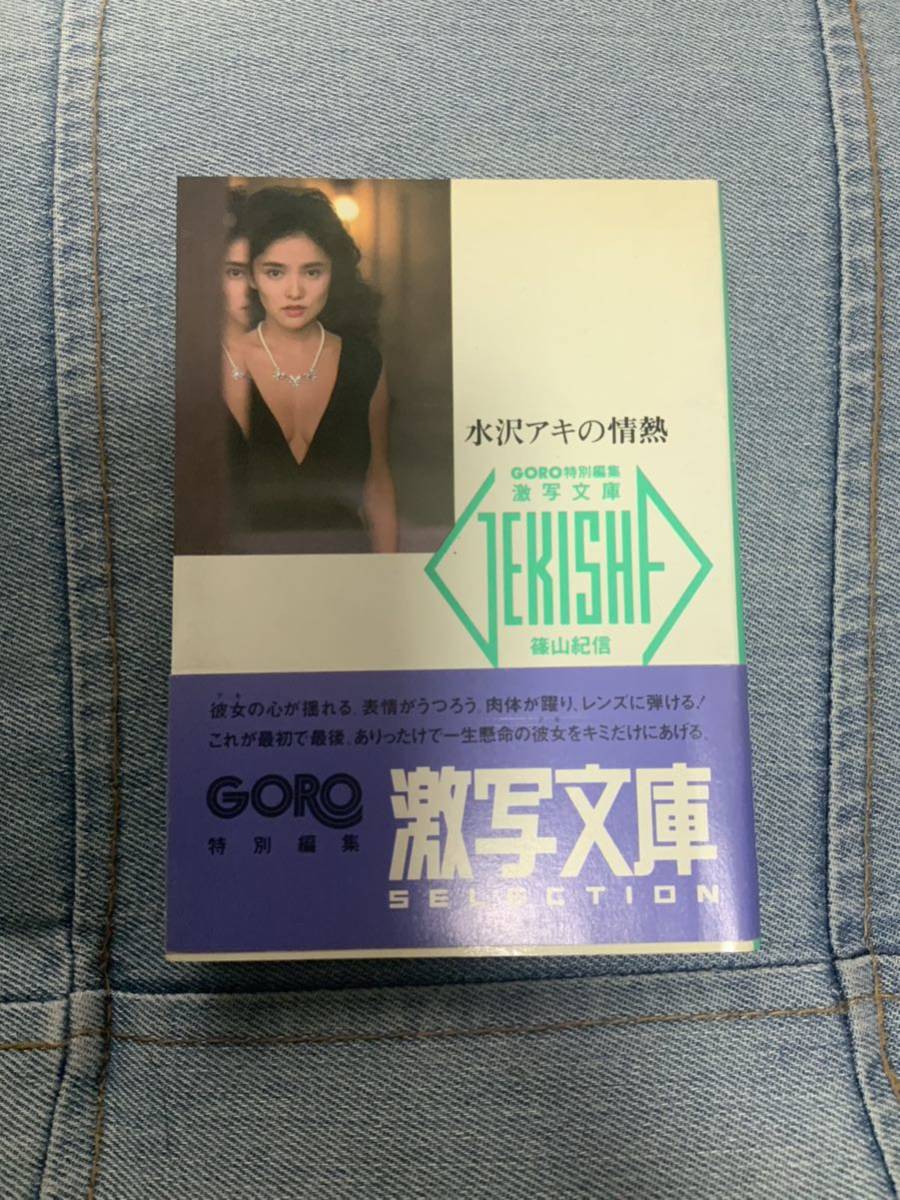 水沢アキの情熱
GORO特別編集
激写文庫
GEKISHA
篠山紀信
彼女の心が揺れる。表情がうつろう。肉体が躍り、レンズに弾ける!
これが最初で最後。ありったけで一生懸命の彼女をキミだけにあげる。
GORO
特別編集
激写文庫
SELECTION